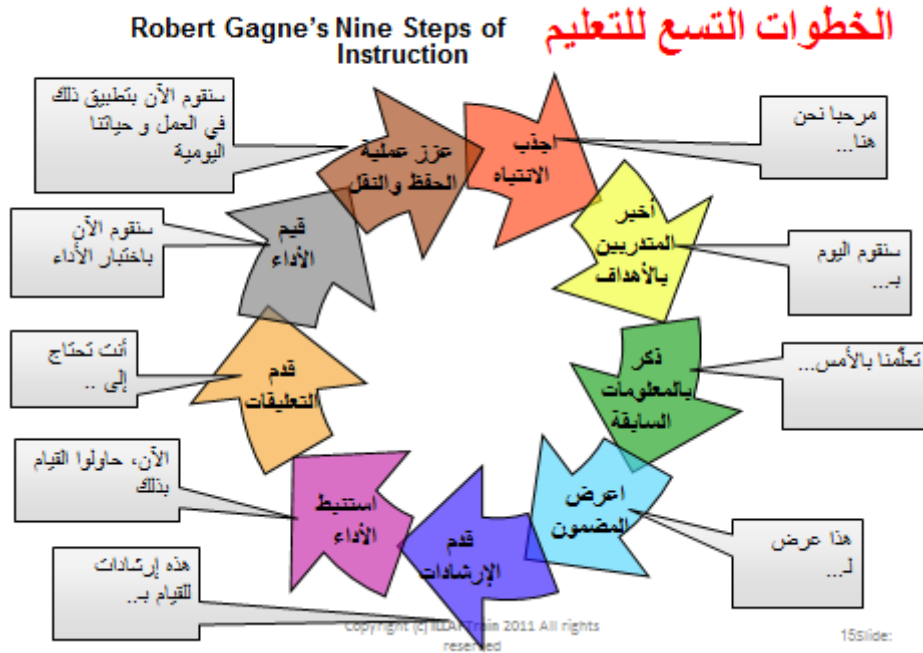 Robert Gagne's Nine Steps of
Instruction
الخطوات التسع للتعليم
اجذب
الانتباه
مرحبا نحن
هنا...
أخبر
المتدربين
بالأهداف
سنقوم اليوم
بـ...
ذكر
بالمعلومات
السابقة
تعلّمنا بالأمس...
اعرض
المضمون
هذا عرض
لـ...
قدم
الإرشادات
هذه إرشادات
للقيام بـ..
استنبط
الأداء
الآن، حاولوا القيام
بذلك
قدم
التعليقات
أنت تحتاج
إلى ..
قيم
الأداء
سنقوم الآن
باختبار الأداء
عزز عملية
الحفظ والنقل
سنقوم الآن بتطبيق ذلك
في العمل و حياتنا
اليومية
Copyright (c) ILLAFTrain 2011 All rights
reserved
15Slide: